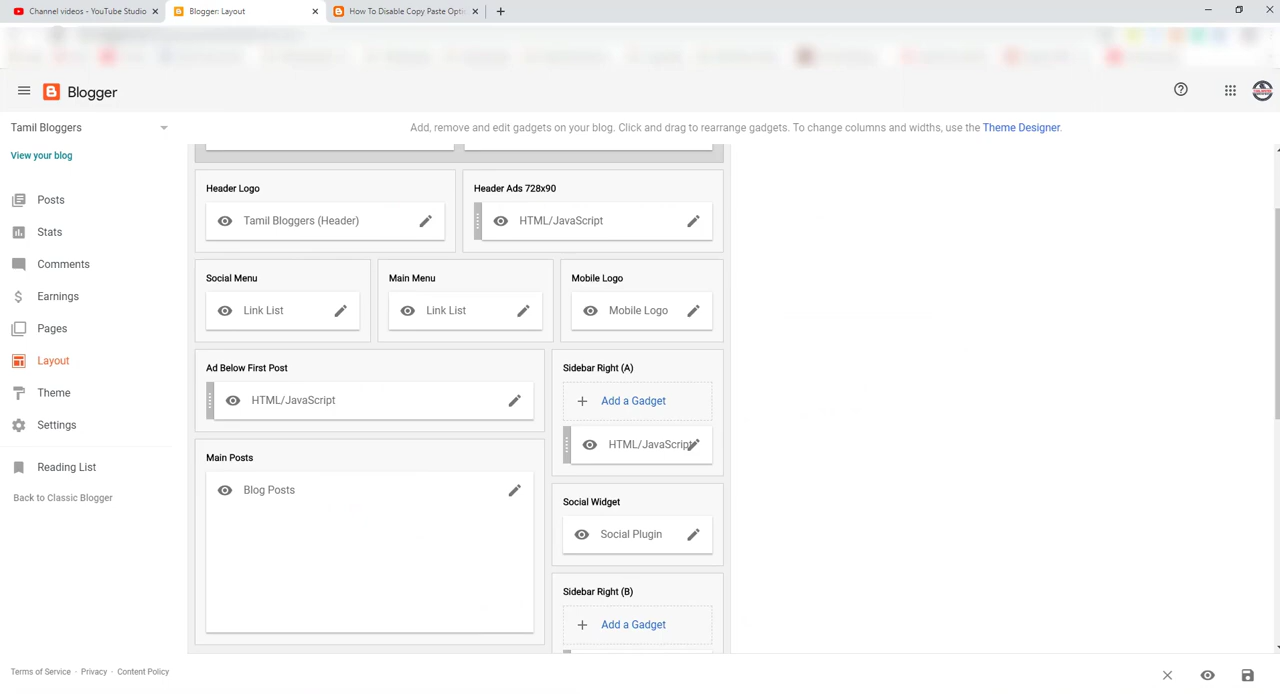 Channel videos - YouTube Studio
Blogger: Layout
How To Disable Copy Paste Opti
Blogger
Tamil Bloggers
Add, remove and edit gadgets on your blog. Click and drag to rearrange gadgets. To change columns and widths, use the Theme Designer.
View your blog
Posts
Stats
Comments
Earnings
Pages
Layout
Theme
Settings
Reading List
Back to Classic Blogger
Header Logo
Tamil Bloggers (Header)
Header Ads 728x90
HTML/JavaScript
Social Menu
Link List
Main Menu
Link List
Mobile Logo
Mobile Logo
Ad Below First Post
HTML/JavaScript
Sidebar Right (A)
Add a Gadget
HTML/JavaScript
Main Posts
Blog Posts
Social Widget
Social Plugin
Sidebar Right (B)
Add a Gadget
Terms of Service · Privacy · Content Policy